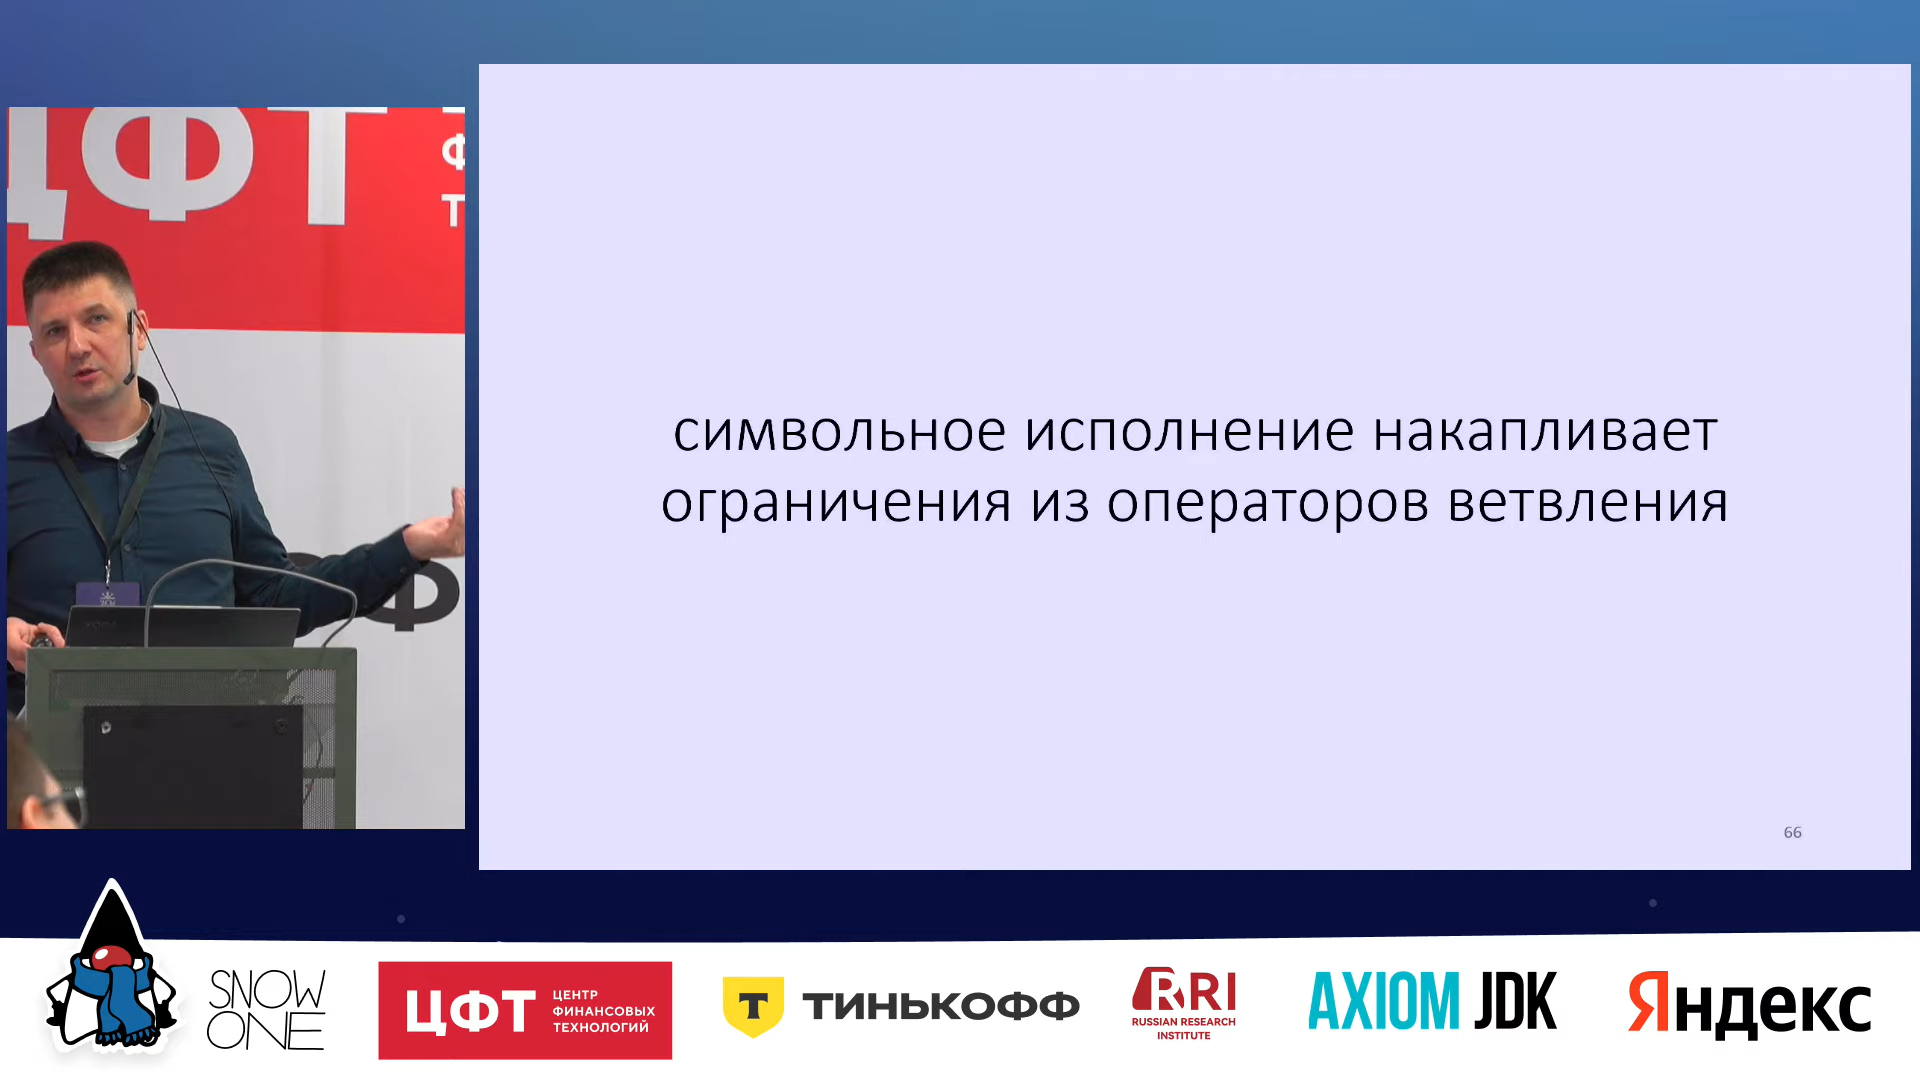 ЦФТ
Ф
Т
Ф
символьное исполнение накапливает
ограничения из операторов ветвления
66
SNOW
ONE
ЦФТ
ЦЕНТР
ФИНАНСОВЫХ
ТЕХНОЛОГИЙ
Т
ТИНЬКОФФ
RRI
RUSSIAN RESEARCH
INSTITUTE
AXIOM JDK
Яндекс